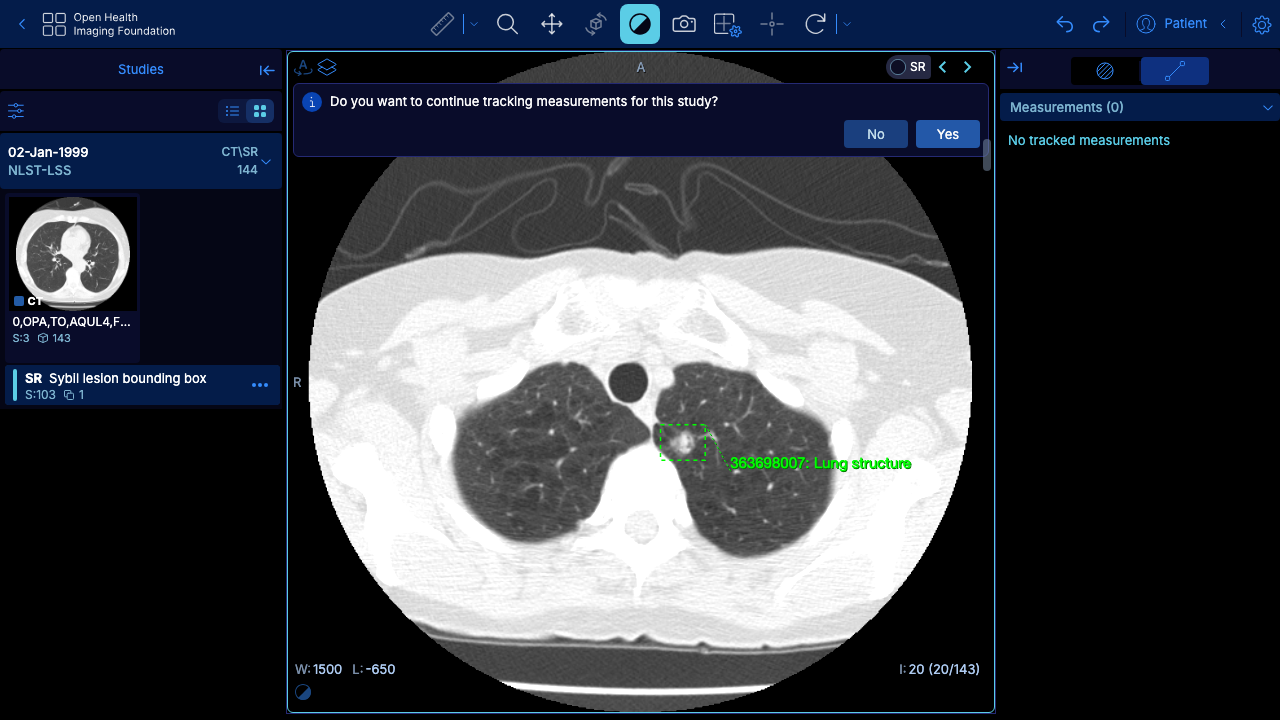 Open Health
Imaging Foundation
Patient
Studies
02-Jan-1999
CT\SR
NLST-LSS
144
CT
0,OPA,TO,AQUL4,F...
S:3
143
SR Sybil lesion bounding box
S:103
1
A
SR
Do you want to continue tracking measurements for this study?
No
Yes
R
363698007: Lung structure
W: 1500 L: -650
I: 20 (20/143)
Measurements (0)
No tracked measurements